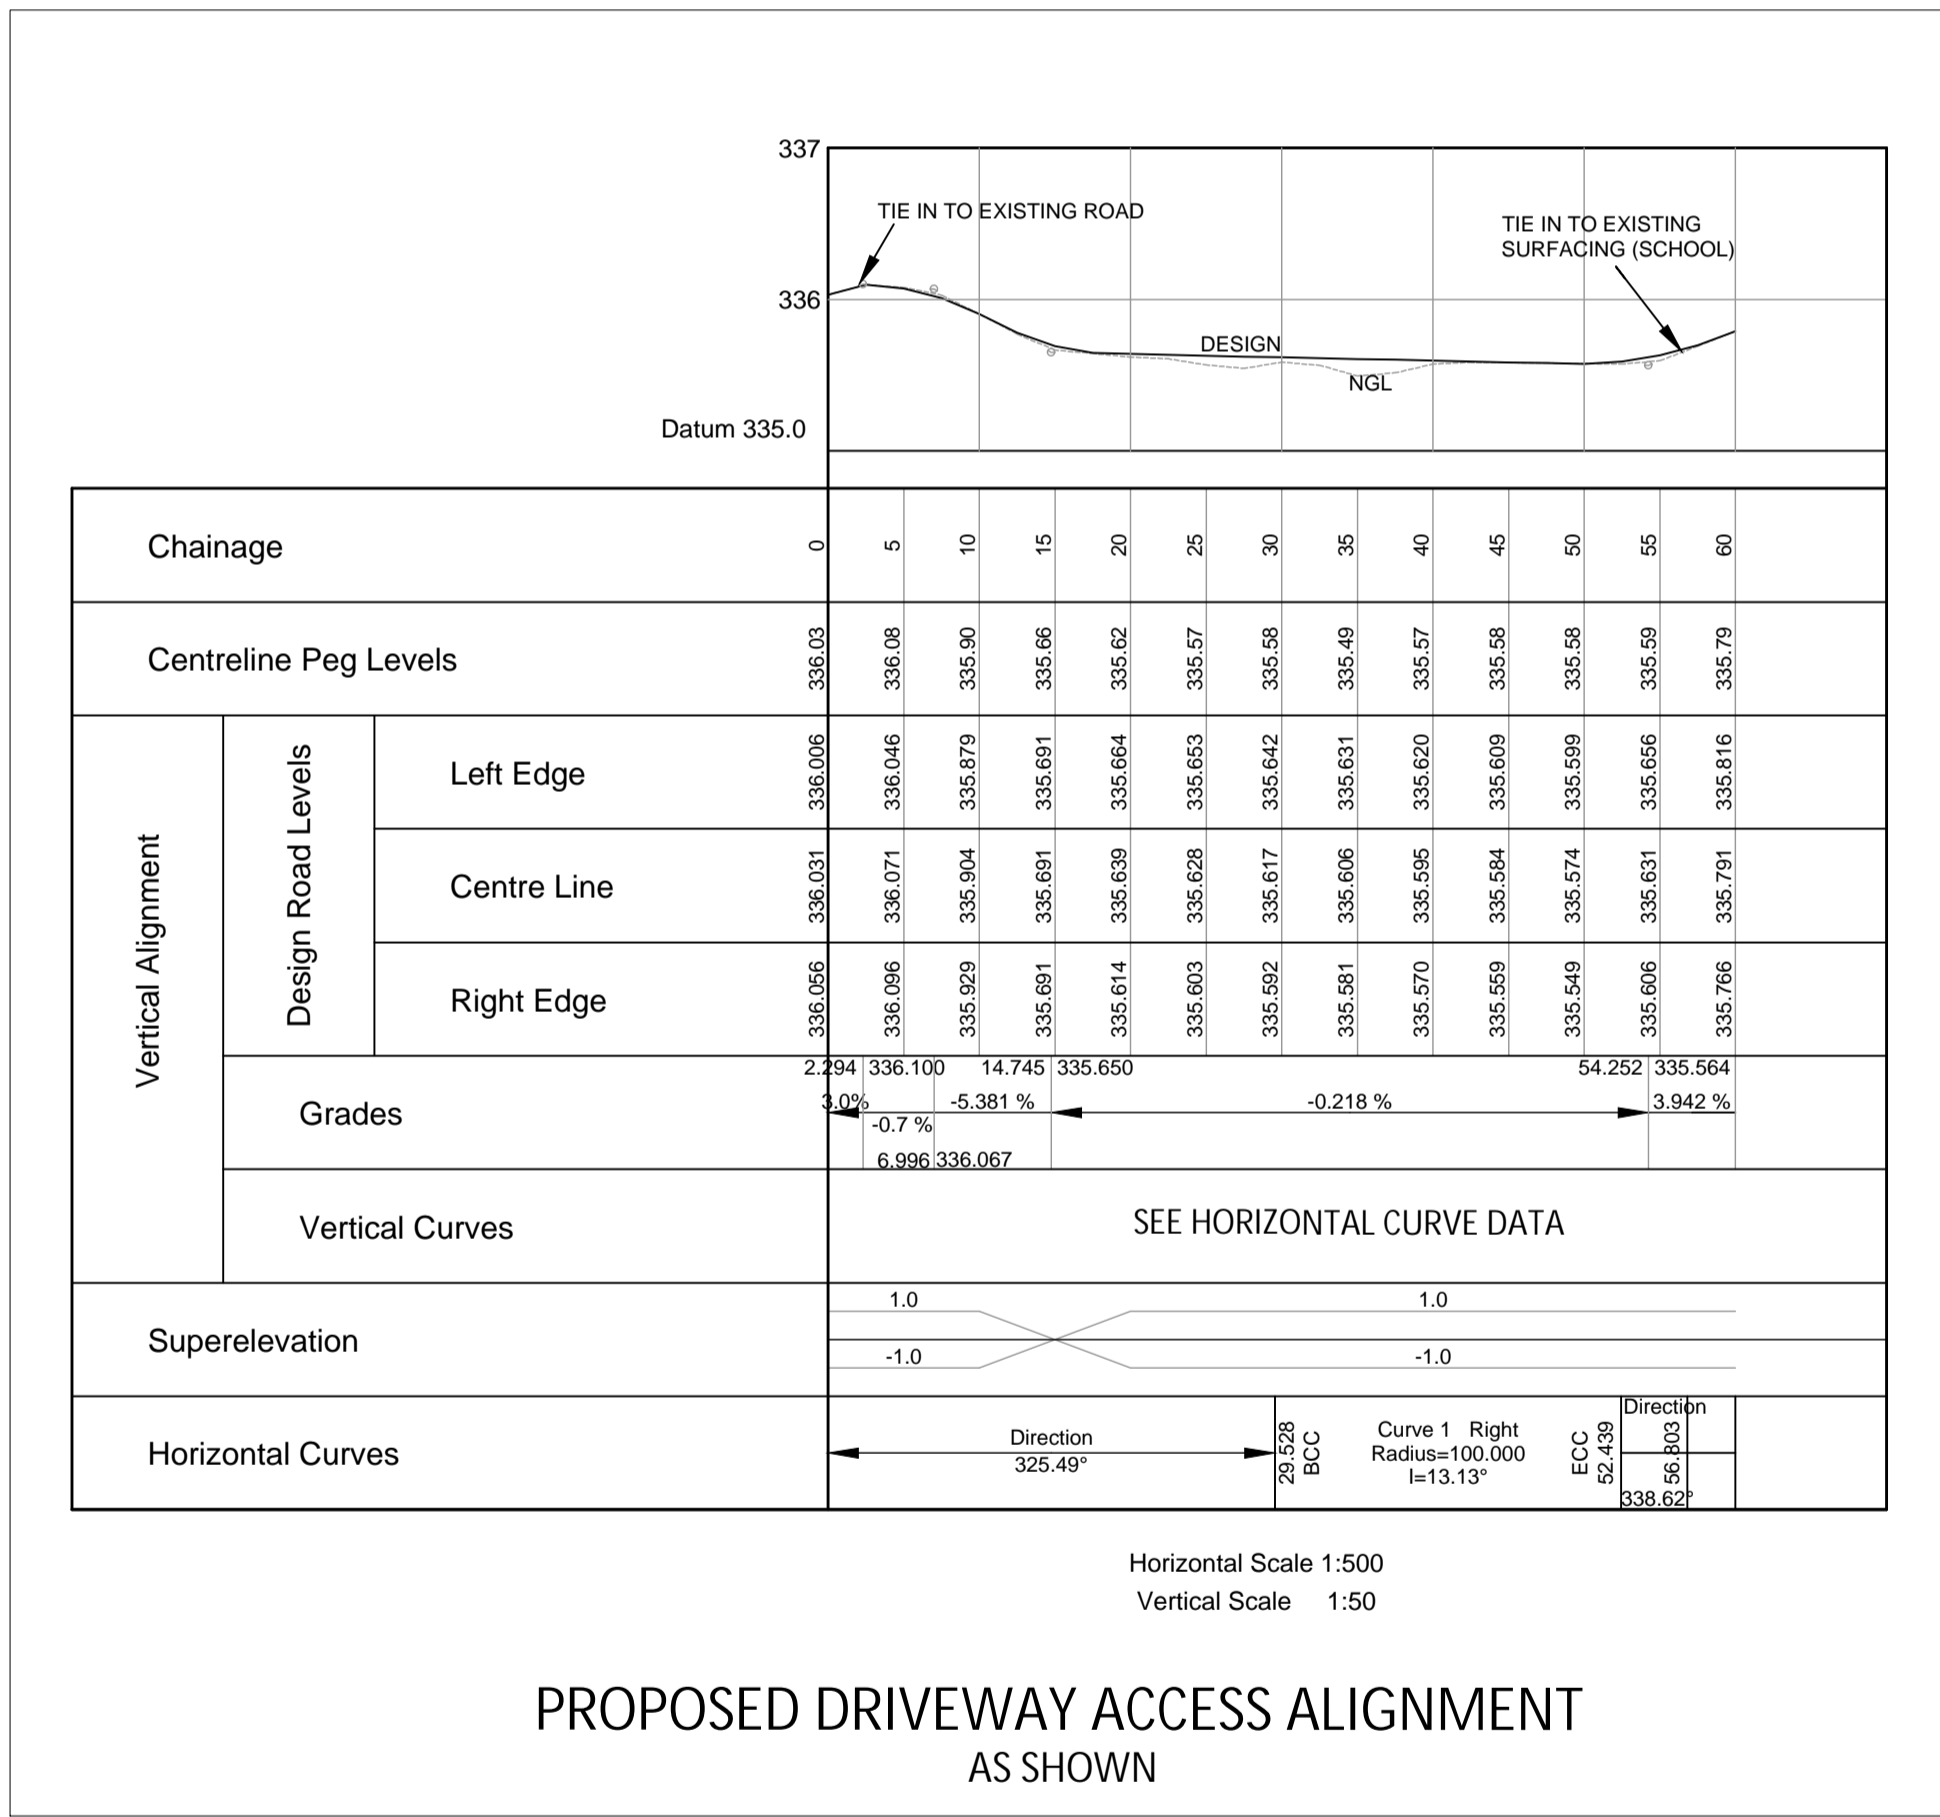 337
TIE IN TO EXISTING ROAD
TIE IN TO EXISTING
SURFACING (SCHOOL)
336
DESIGN
NGL
Datum 335.0
Chainage 0 5 10 15 20 25 30 35 40 45 50 55 60
Centreline Peg Levels 336.03 336.08 335.90 335.66 335.62 335.57 335.58 335.49 335.57 335.58 335.58 335.59 335.79
Vertical Alignment
Design Road Levels
Left Edge 336.006 336.046 335.879 335.691 335.664 335.653 335.642 335.631 335.620 335.609 335.599 335.656 335.816
Centre Line 336.031 336.071 335.904 335.691 335.639 335.628 335.617 335.606 335.595 335.584 335.574 335.631 335.791
Right Edge 336.056 336.096 335.929 335.691 335.614 335.603 335.592 335.581 335.570 335.559 335.549 335.606 335.766
2.294 336.100 14.745 335.650 54.252 335.564
Grades
3.0% -5.381 % -0.218 % 3.942 %
-0.7 %
6.996 336.067
Vertical Curves
SEE HORIZONTAL CURVE DATA
Superelevation
1.0 1.0
-1.0 -1.0
Horizontal Curves
Direction
325.49°
29.528
BCC
Curve 1 Right
Radius=100.000
I=13.13°
ECC
52.439
Direction
56.803
338.62°
Horizontal Scale 1:500
Vertical Scale 1:50
PROPOSED DRIVEWAY ACCESS ALIGNMENT
AS SHOWN